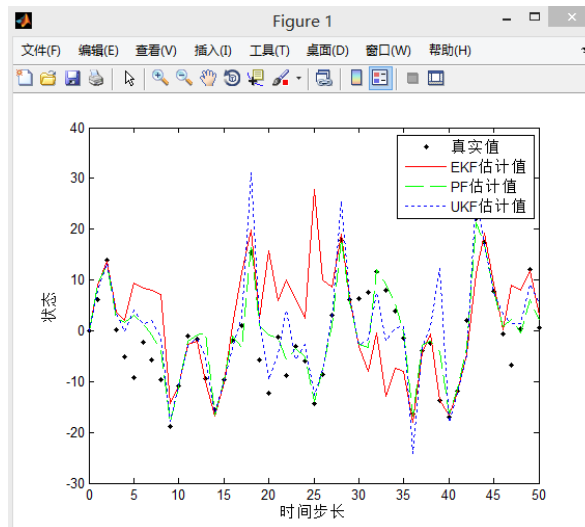 Figure 1
文件(F) 编辑(E) 查看(V) 插入(I) 工具(T) 桌面(D) 窗口(W) 帮助(H)
40
30
20
10
0
-10
-20
-30
状态
真实值
EKF估计值
PF估计值
UKF估计值
0 5 10 15 20 25 30 35 40 45 50
时间步长